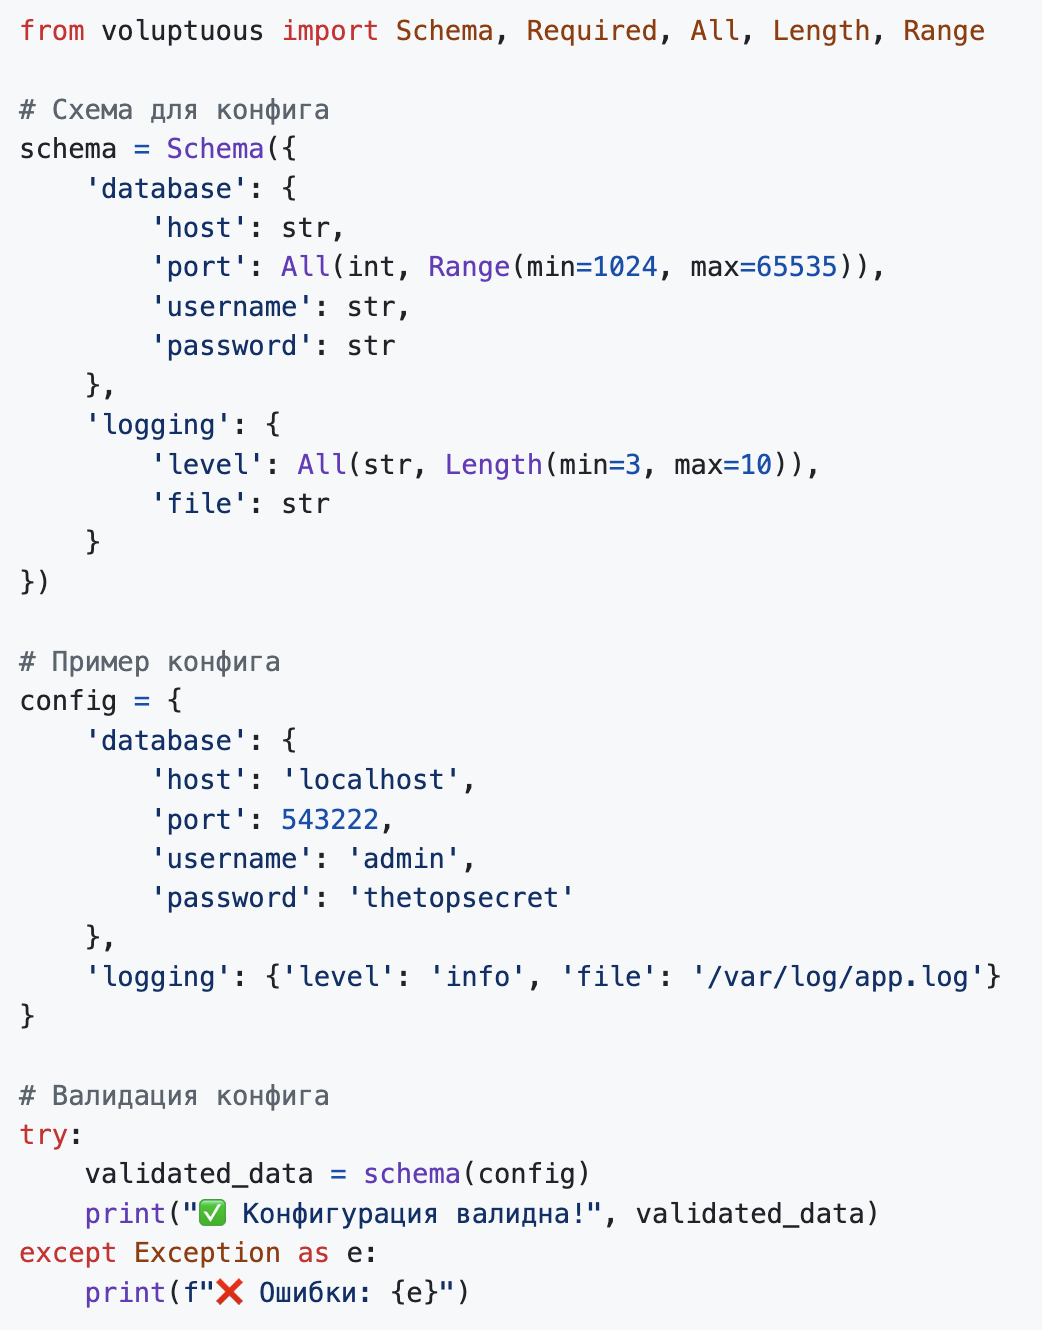 from voluptuous import Schema, Required, All, Length, Range

# Схема для конфига
schema = Schema({
    'database': {
        'host': str,
        'port': All(int, Range(min=1024, max=65535)),
        'username': str,
        'password': str
    },
    'logging': {
        'level': All(str, Length(min=3, max=10)),
        'file': str
    }
})

# Пример конфига
config = {
    'database': {
        'host': 'localhost',
        'port': 543222,
        'username': 'admin',
        'password': 'thetopsecret'
    },
    'logging': {'level': 'info', 'file': '/var/log/app.log'}
}

# Валидация конфига
try:
    validated_data = schema(config)
    print("✅ Конфигурация валидна!", validated_data)
except Exception as e:
    print(f"❌ Ошибки: {e}")